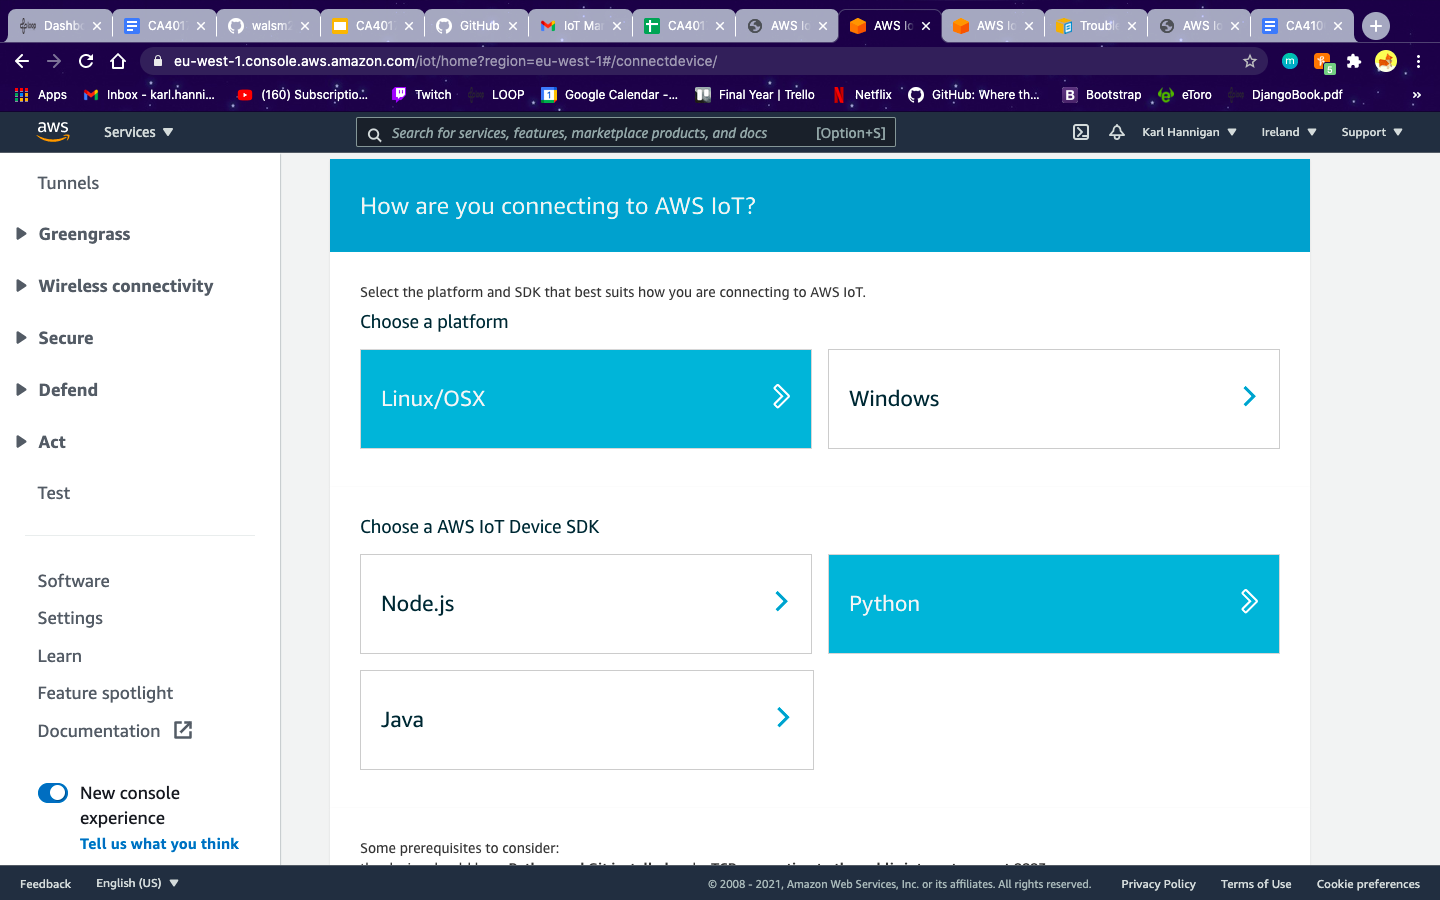 Dashbo
CA401
walsm2
CA401
GitHub
IoT Ma
CA401
AWS Io
AWS Io
AWS Io
Trouble
AWS Io
CA410
eu-west-1.console.aws.amazon.com/iot/home?region=eu-west-1#/connectdevice/
Apps
Inbox - karl.hanni...
(160) Subscriptio...
Twitch
LOOP
Google Calendar -...
Final Year | Trello
Netflix
GitHub: Where th...
Bootstrap
eToro
DjangoBook.pdf
»
aws
Services
Search for services, features, marketplace products, and docs
[Option+S]
Karl Hannigan
Ireland
Support
Tunnels
Greengrass
Wireless connectivity
Secure
Defend
Act
Test
Software
Settings
Learn
Feature spotlight
Documentation
New console
experience
Tell us what you think
How are you connecting to AWS IoT?
Select the platform and SDK that best suits how you are connecting to AWS IoT.
Choose a platform
Linux/OSX
Windows
Choose a AWS IoT Device SDK
Node.js
Python
Java
Some prerequisites to consider:
Feedback
English (US)
© 2008 - 2021, Amazon Web Services, Inc. or its affiliates. All rights reserved.
Privacy Policy
Terms of Use
Cookie preferences